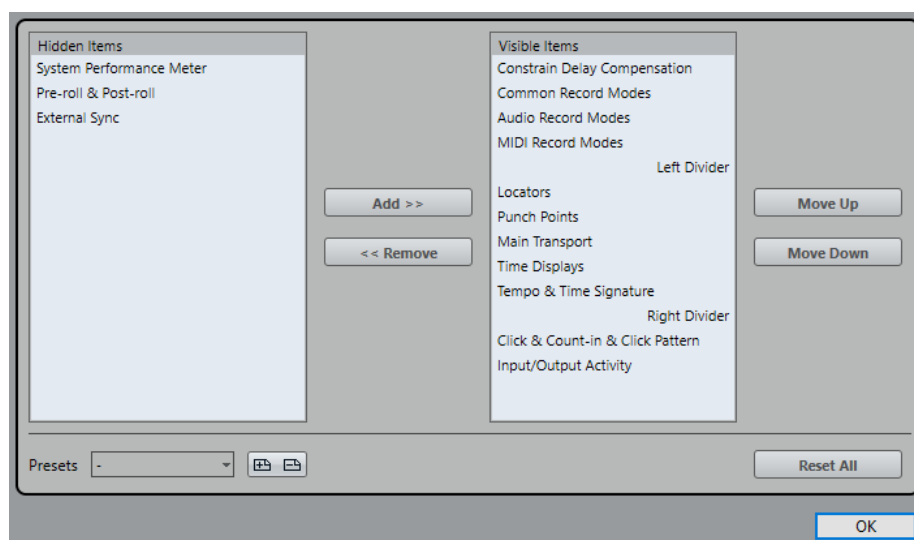 Hidden Items
System Performance Meter
Pre-roll & Post-roll
External Sync
Add >>
<< Remove
Visible Items
Constrain Delay Compensation
Common Record Modes
Audio Record Modes
MIDI Record Modes
Left Divider
Locators
Punch Points
Main Transport
Time Displays
Tempo & Time Signature
Right Divider
Click & Count-in & Click Pattern
Input/Output Activity
Move Up
Move Down
Presets -
Reset All
OK